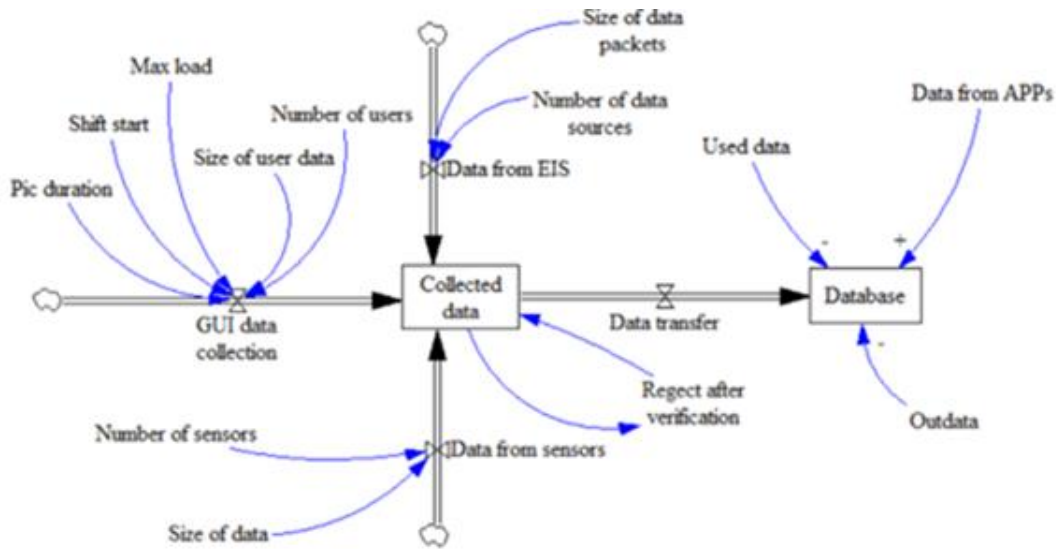 Size of data
packets
Max load
Number of users
Number of data
sources
Data from APPs
Shift start
Size of user data
Used data
Pic duration
Data from EIS
-
+
Collected
data
Database
GUI data
collection
Data transfer
-
Regect after
verification
Outdata
Number of sensors
Data from sensors
Size of data